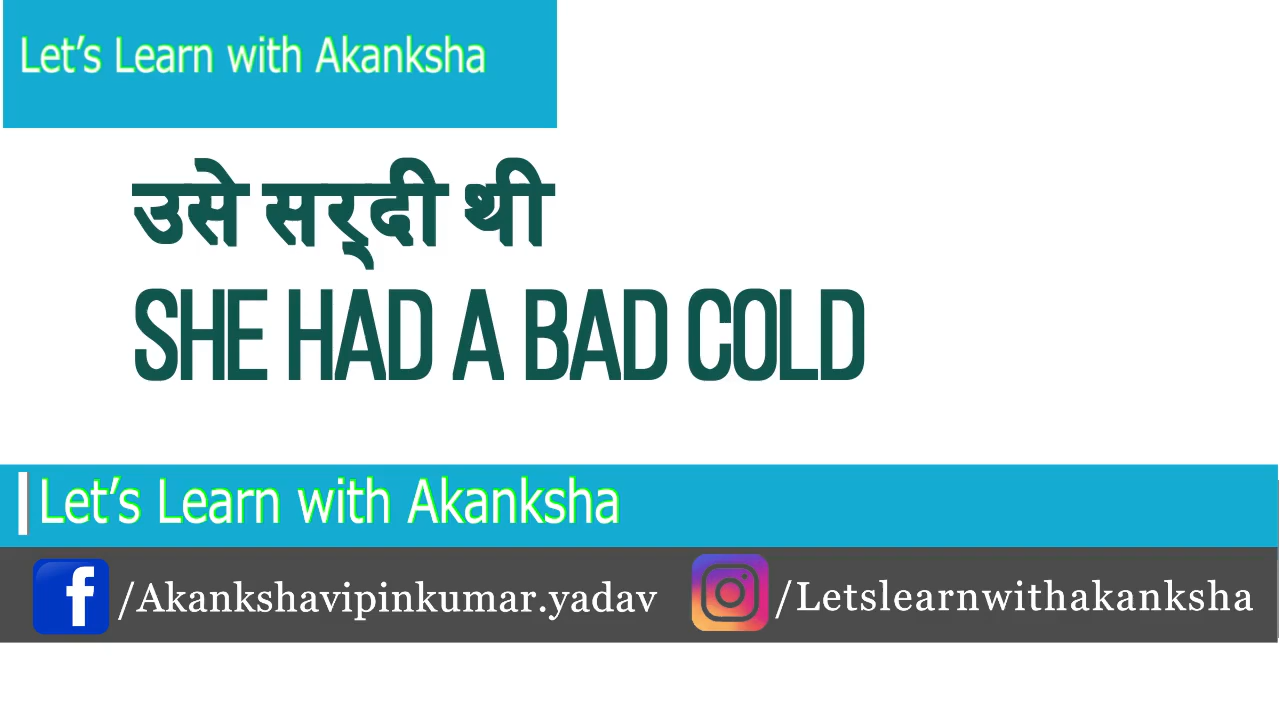 Let’s Learn with Akanksha
उसे सर्‌दी थी
SHE HAD A BAD COLD
Let’s Learn with Akanksha
/Akankshavipinkumar.yadav /Letslearnwithakanksha